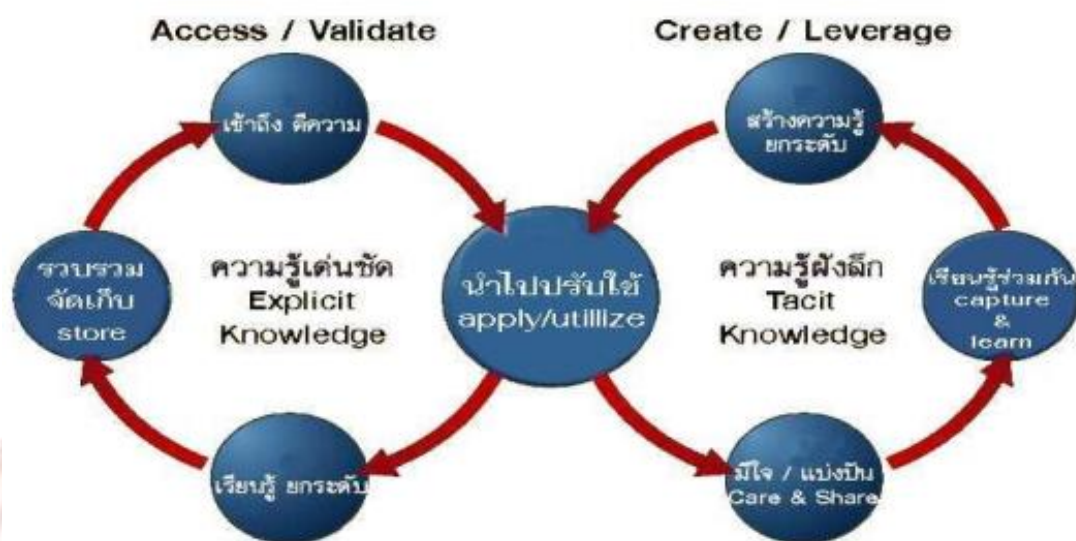 Access / Validate
Create / Leverage
เข้าถึง ตีความ
สร้างความรู้
ยกระดับ
รวบรวม
จัดเก็บ
store
ความรู้เด่นชัด
Explicit
Knowledge
นำไปปรับใช้
apply/utillize
ความรู้ฝังลึก
Tacit
Knowledge
เรียนรู้ร่วมกัน
capture
&
learn
เรียนรู้ ยกระดับ
มีใจ / แบ่งปัน
Care & Share